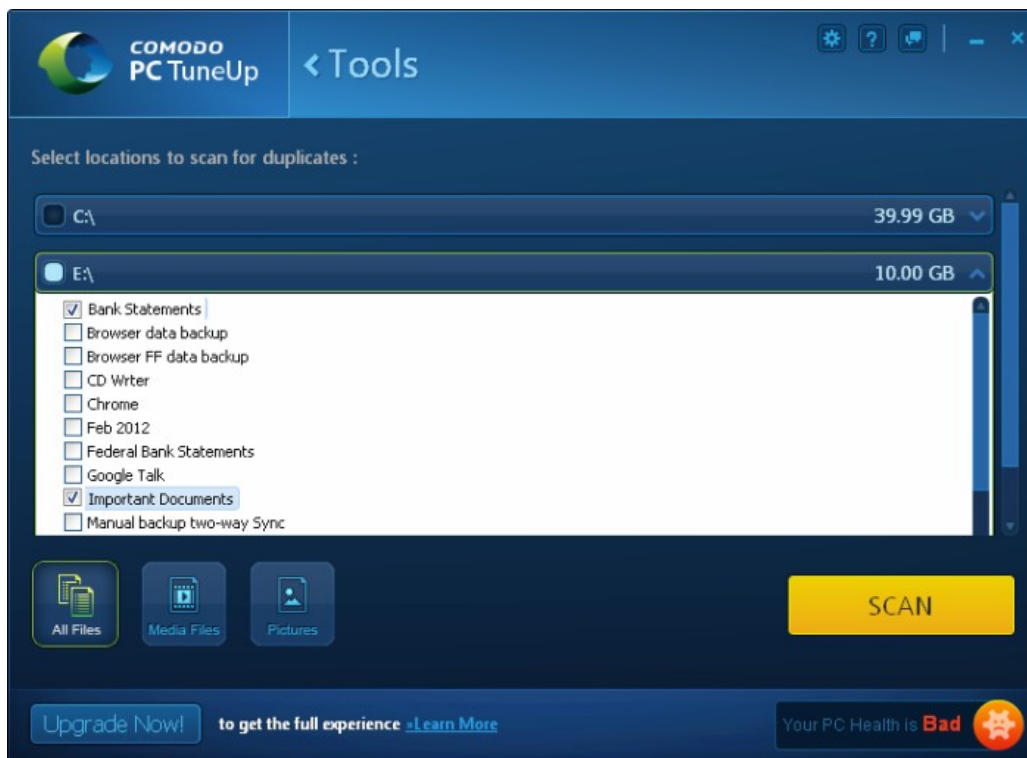 COMODO
PC TuneUp
< Tools
?
Select locations to scan for duplicates :
C:\ 39.99 GB
E:\ 10.00 GB
Bank Statements
Browser data backup
Browser FF data backup
CD Wrter
Chrome
Feb 2012
Federal Bank Statements
Google Talk
Important Documents
Manual backup two-way Sync
All Files Media Files Pictures
SCAN
Upgrade Now! to get the full experience »Learn More Your PC Health is Bad